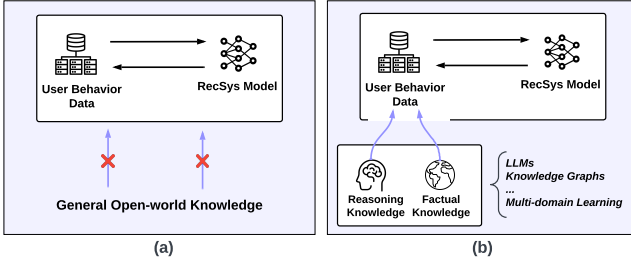 User Behavior
Data
RecSys Model
General Open-world Knowledge
(a)
User Behavior
Data
RecSys Model
Reasoning
Knowledge
Factual
Knowledge
LLMs
Knowledge Graphs
...
Multi-domain Learning
(b)